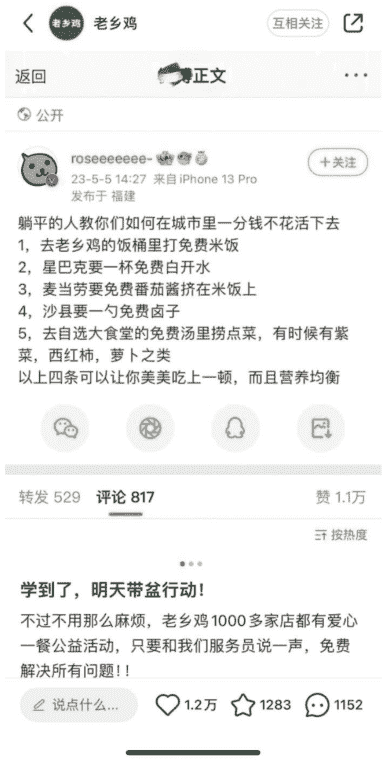 老乡鸡
老乡鸡
互相关注
返回
正文
公开
roseeeeeee-
23-5-5 14:27 来自 iPhone 13 Pro
发布于 福建
+关注
躺平的人教你们如何在城市里一分钱不花活下去
1，去老乡鸡的饭桶里打免费米饭
2，星巴克要一杯免费白开水
3，麦当劳要免费番茄酱挤在米饭上
4，沙县要一勺免费卤子
5，去自选大食堂的免费汤里捞点菜，有时候有紫
菜，西红柿，萝卜之类
以上四条可以让你美美吃上一顿，而且营养均衡
转发 529 评论 817 赞 1.1万
按热度
学到了，明天带盆行动！
不过不用那么麻烦，老乡鸡1000多家店都有爱心
一餐公益活动，只要和我们服务员说一声，免费
解决所有问题!!
说点什么... 1.2万 1283 1152